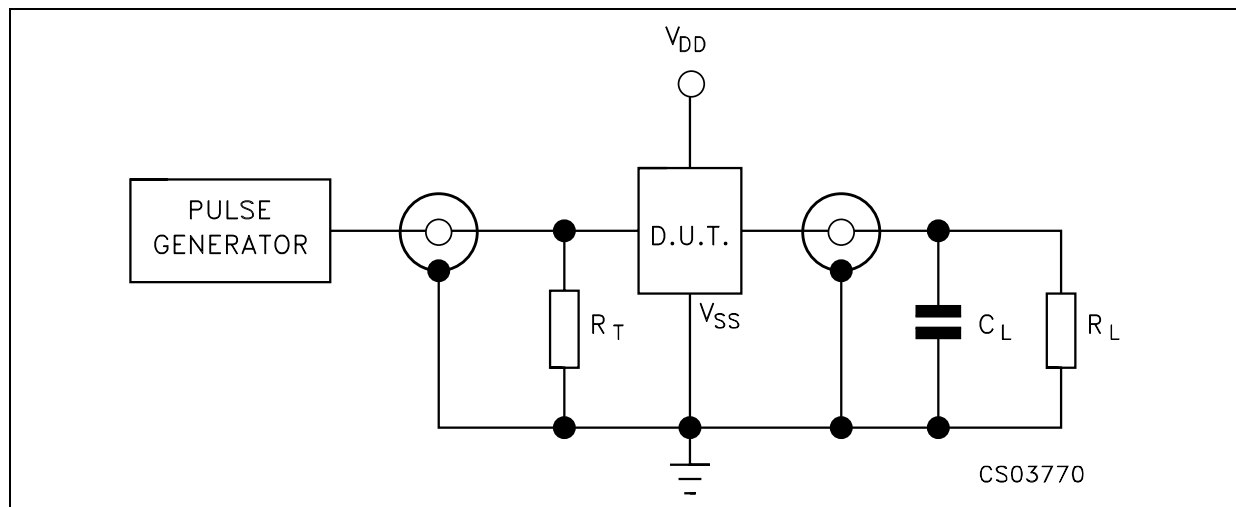 VDD
PULSE
GENERATOR
D.U.T.
VSS
RT
CL
RL
CS03770